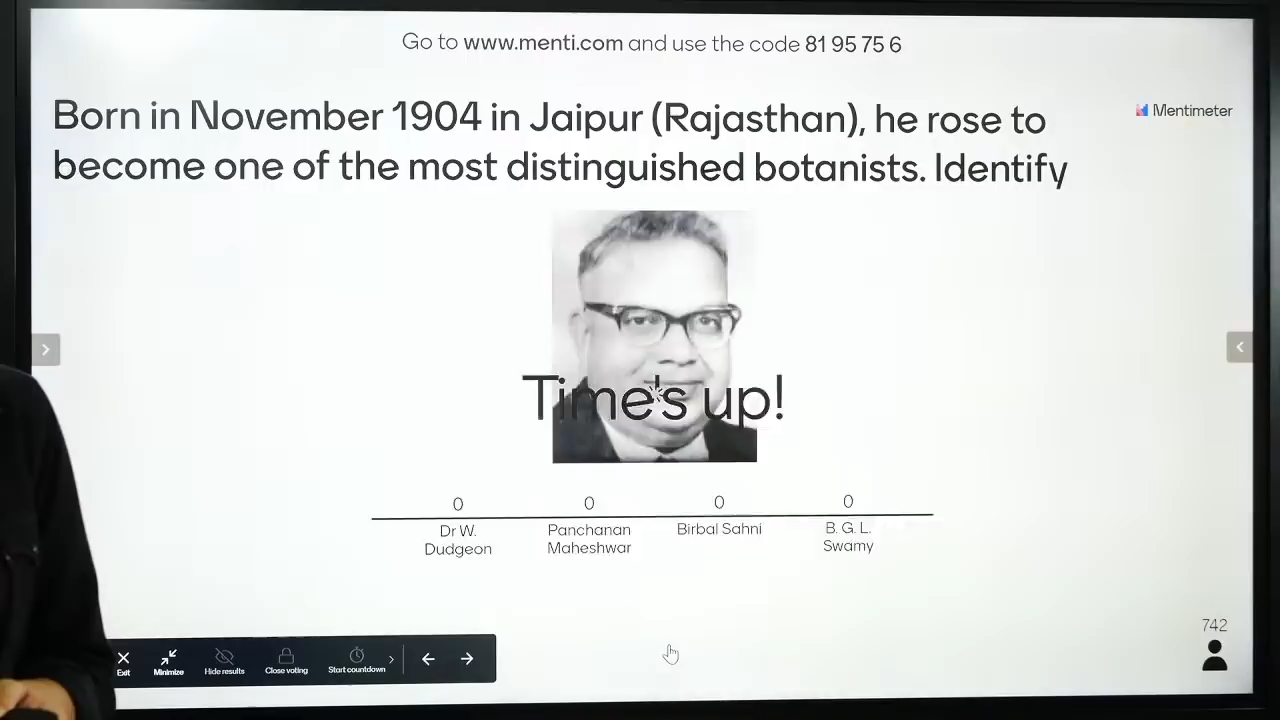 Go to www.menti.com and use the code 81 95 75 6
Born in November 1904 in Jaipur (Rajasthan), he rose to
become one of the most distinguished botanists. Identify
Mentimeter
Time's up!
0 0 0 0
Dr W.
Dudgeon
Panchanan
Maheshwar
Birbal Sahni
B. G. L.
Swamy
742
Exit
Minimize
Hide results
Close voting
Start countdown